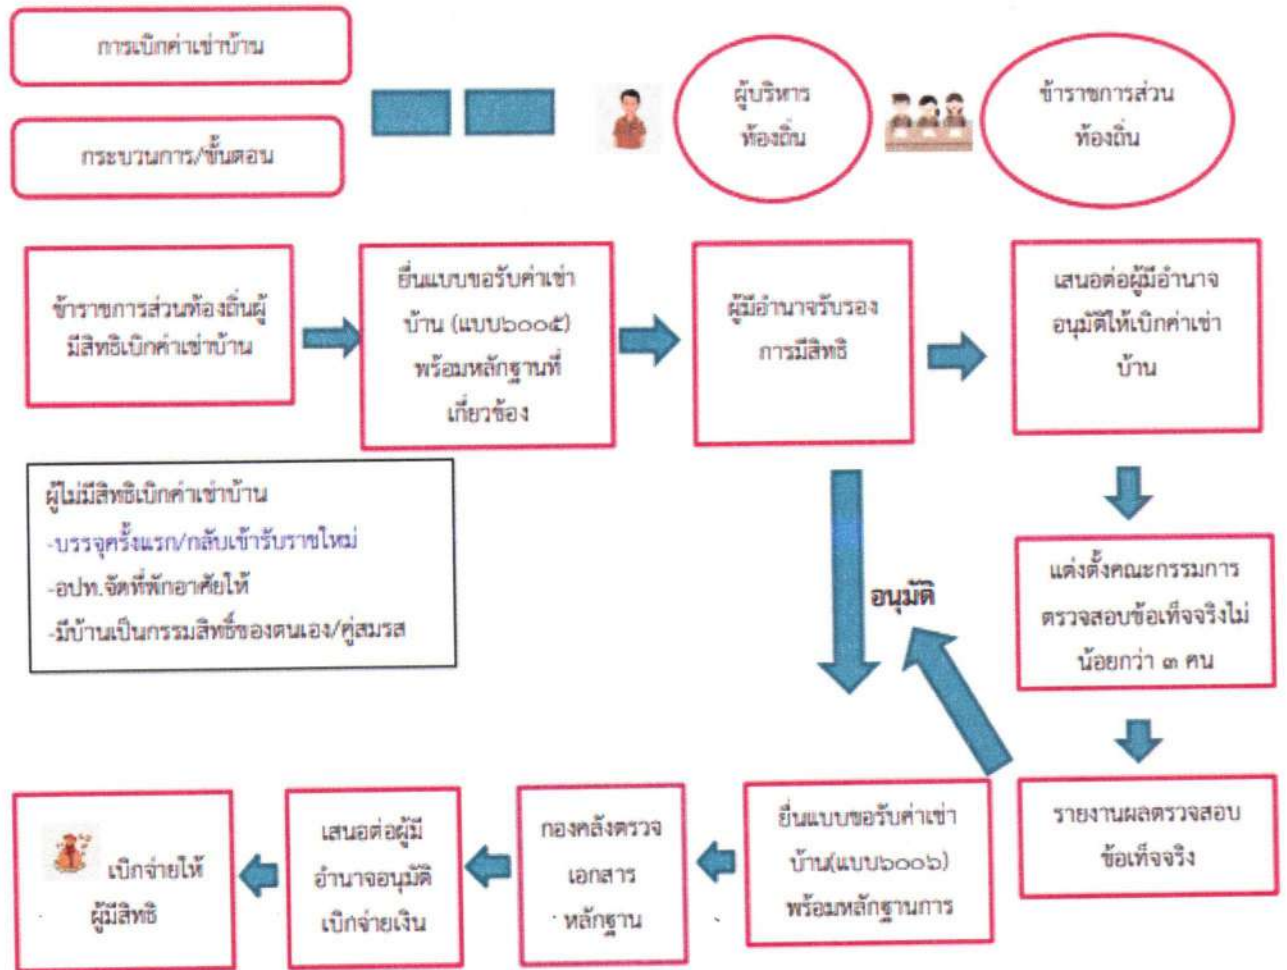 การเบิกค่าเช่าบ้าน
กระบวนการ/ขั้นตอน
ผู้บริหาร
ท้องถิ่น
ข้าราชการส่วน
ท้องถิ่น
ข้าราชการส่วนท้องถิ่นผู้
มีสิทธิเบิกค่าเช่าบ้าน
ยื่นแบบขอรับค่าเช่า
บ้าน (แบบ๖๐๐๕)
พร้อมหลักฐานที่
เกี่ยวข้อง
ผู้มีอำนาจรับรอง
การมีสิทธิ
เสนอต่อผู้มีอำนาจ
อนุมัติให้เบิกค่าเช่า
บ้าน
ผู้ไม่มีสิทธิเบิกค่าเช่าบ้าน
-บรรจุครั้งแรก/กลับเข้ารับราชใหม่
-อปท.จัดที่พักอาศัยให้
-มีบ้านเป็นกรรมสิทธิ์ของตนเอง/คู่สมรส
อนุมัติ
แต่งตั้งคณะกรรมการ
ตรวจสอบข้อเท็จจริงไม่
น้อยกว่า ๓ คน
รายงานผลตรวจสอบ
ข้อเท็จจริง
ยื่นแบบขอรับค่าเช่า
บ้าน(แบบ๖๐๐๖)
พร้อมหลักฐานการ
กองคลังตรวจ
เอกสาร
หลักฐาน
เสนอต่อผู้มี
อำนาจอนุมัติ
เบิกจ่ายเงิน
เบิกจ่ายให้
ผู้มีสิทธิ